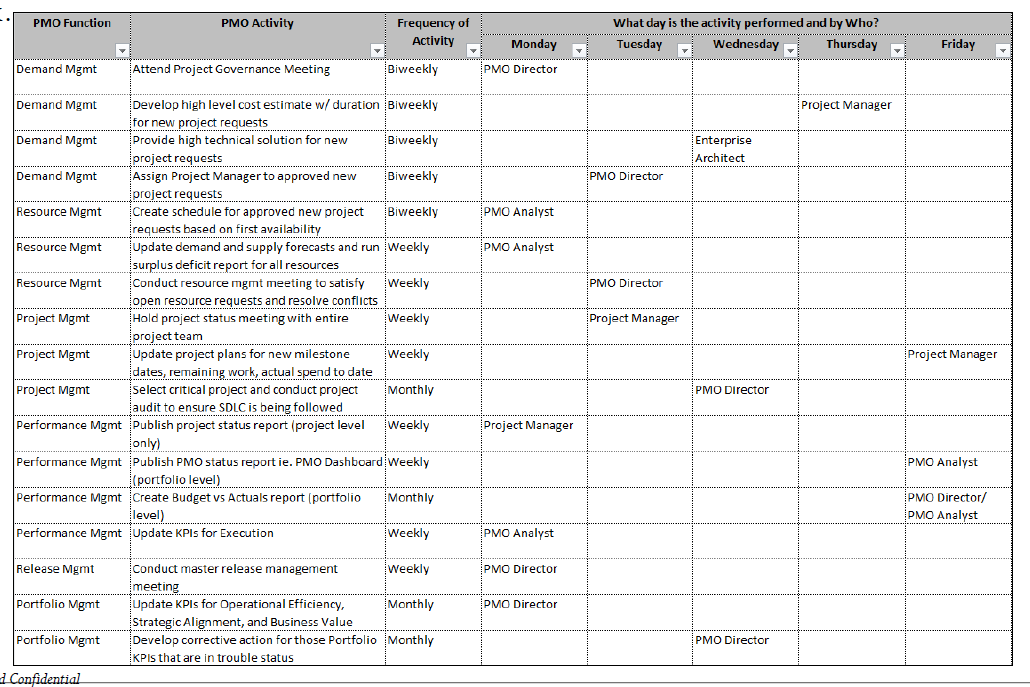 PMO Function PMO Activity Frequency of Activity What day is the activity performed and by Who?
Monday Tuesday Wednesday Thursday Friday
Demand Mgmt Attend Project Governance Meeting Biweekly PMO Director
Demand Mgmt Develop high level cost estimate w/ duration Biweekly Project Manager
for new project requests
Demand Mgmt Provide high technical solution for new Biweekly Enterprise
project requests Architect
Demand Mgmt Assign Project Manager to approved new Biweekly PMO Director
project requests
Resource Mgmt Create schedule for approved new project Biweekly PMO Analyst
requests based on first availability
Resource Mgmt Update demand and supply forecasts and run Weekly PMO Analyst
surplus deficit report for all resources
Resource Mgmt Conduct resource mgmt meeting to satisfy Weekly PMO Director
open resource requests and resolve conflicts
Project Mgmt Hold project status meeting with entire Weekly Project Manager
project team
Project Mgmt Update project plans for new milestone Weekly Project Manager
dates, remaining work, actual spend to date
Project Mgmt Select critical project and conduct project Monthly PMO Director
audit to ensure SDLC is being followed
Performance Mgmt Publish project status report (project level Weekly Project Manager
only)
Performance Mgmt Publish PMO status report ie. PMO Dashboard Weekly PMO Analyst
(portfolio level)
Performance Mgmt Create Budget vs Actuals report (portfolio Monthly PMO Director/
level) PMO Analyst
Performance Mgmt Update KPIs for Execution Weekly PMO Analyst
Release Mgmt Conduct master release management Weekly PMO Director
meeting
Portfolio Mgmt Update KPIs for Operational Efficiency, Monthly PMO Director
Strategic Alignment, and Business Value
Portfolio Mgmt Develop corrective action for those Portfolio Monthly PMO Director
KPIs that are in trouble status
d Confidential